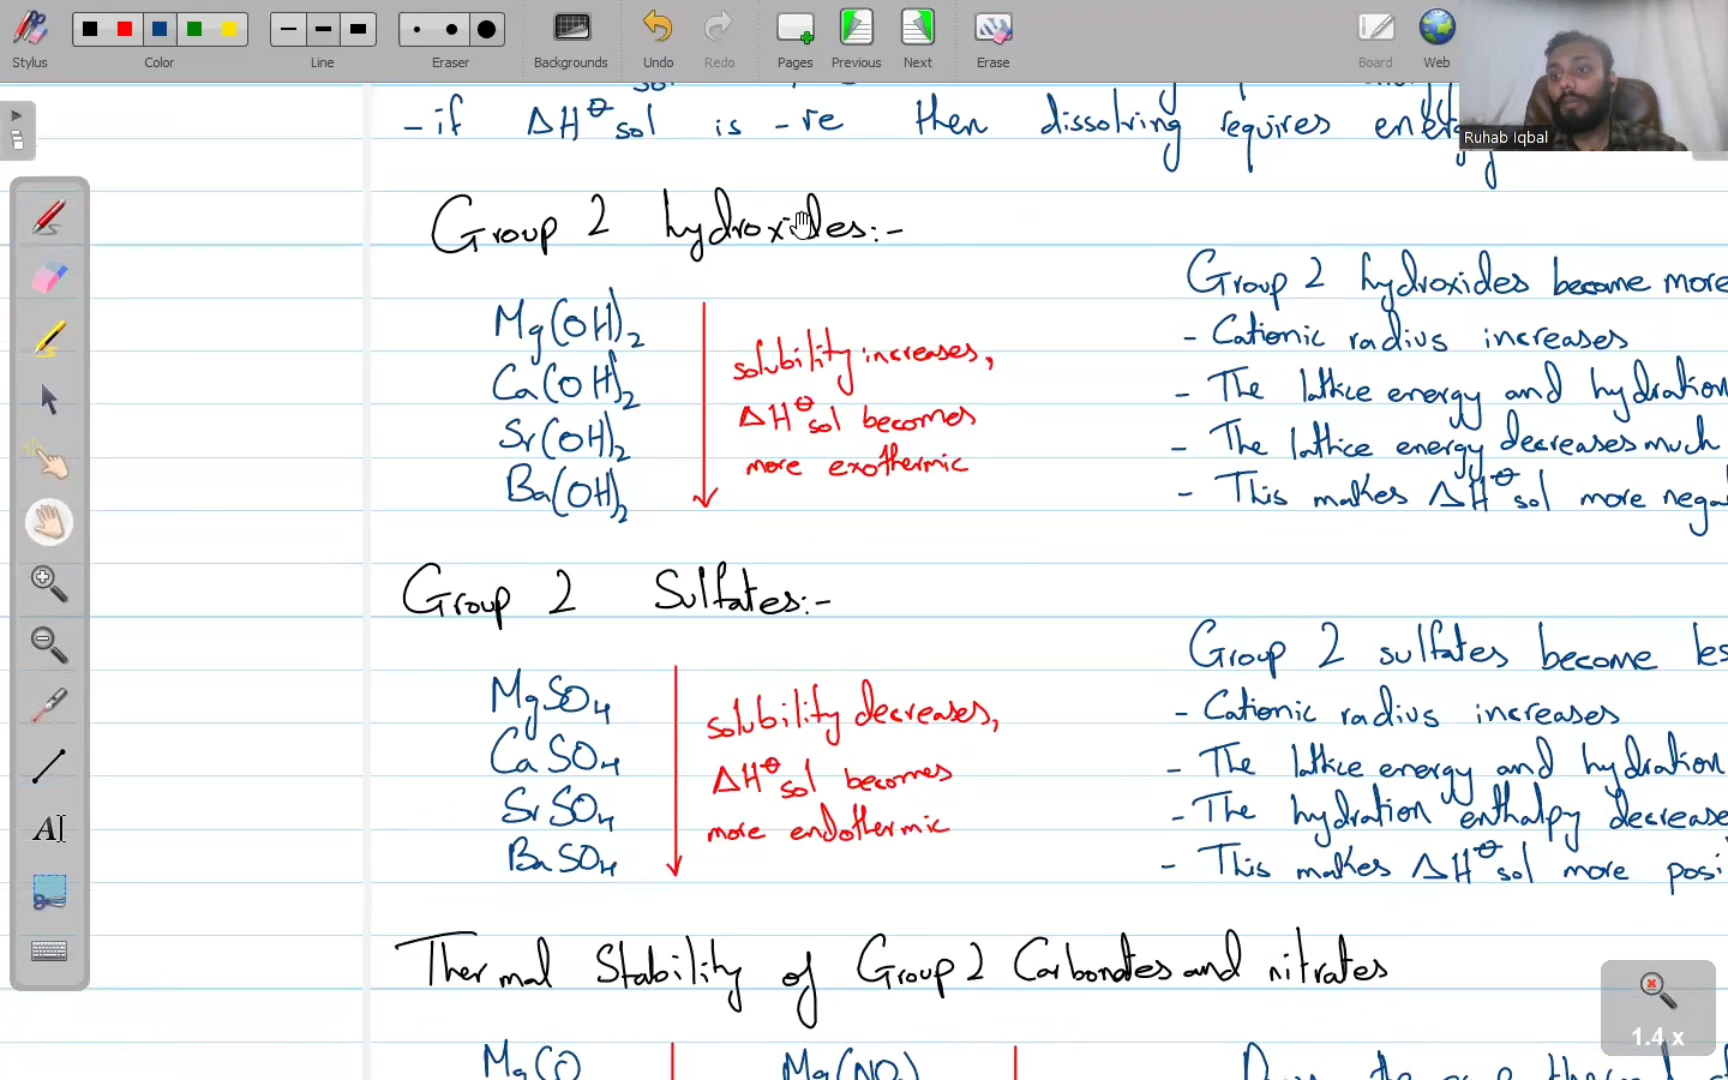 Stylus
Color
Line
Eraser
Backgrounds
Undo
Redo
Pages
Previous
Next
Erase
Board
Web
Ruhab Iqbal
- if ΔH⦵sol is -ve then dissolving requires energy
Group 2 hydroxides:-
Mg(OH)₂
Ca(OH)₂
Sr(OH)₂
Ba(OH)₂
solubility increases,
ΔH⦵sol becomes
more exothermic
Group 2 hydroxides become more
- Cationic radius increases
- The lattice energy and hydration
- The lattice energy decreases much
- This makes ΔH⦵sol more nega
Group 2 Sulfates:-
MgSO₄
CaSO₄
SrSO₄
BaSO₄
solubility decreases,
ΔH⦵sol becomes
more endothermic
Group 2 sulfates become les
- Cationic radius increases
- The lattice energy and hydration
- The hydration enthalpy decrease
- This makes ΔH⦵sol more posi
Thermal Stability of Group 2 Carbonates and nitrates
AI
1.4 x